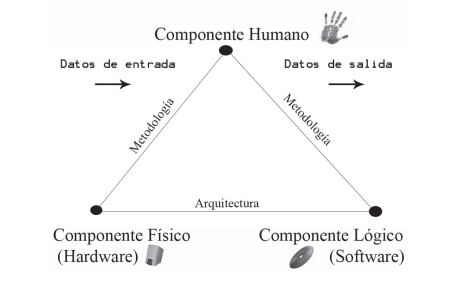 Componente Humano
Datos de entrada
Datos de salida
Metodología
Metodología
Arquitectura
Componente Físico
(Hardware)
Componente Lógico
(Software)